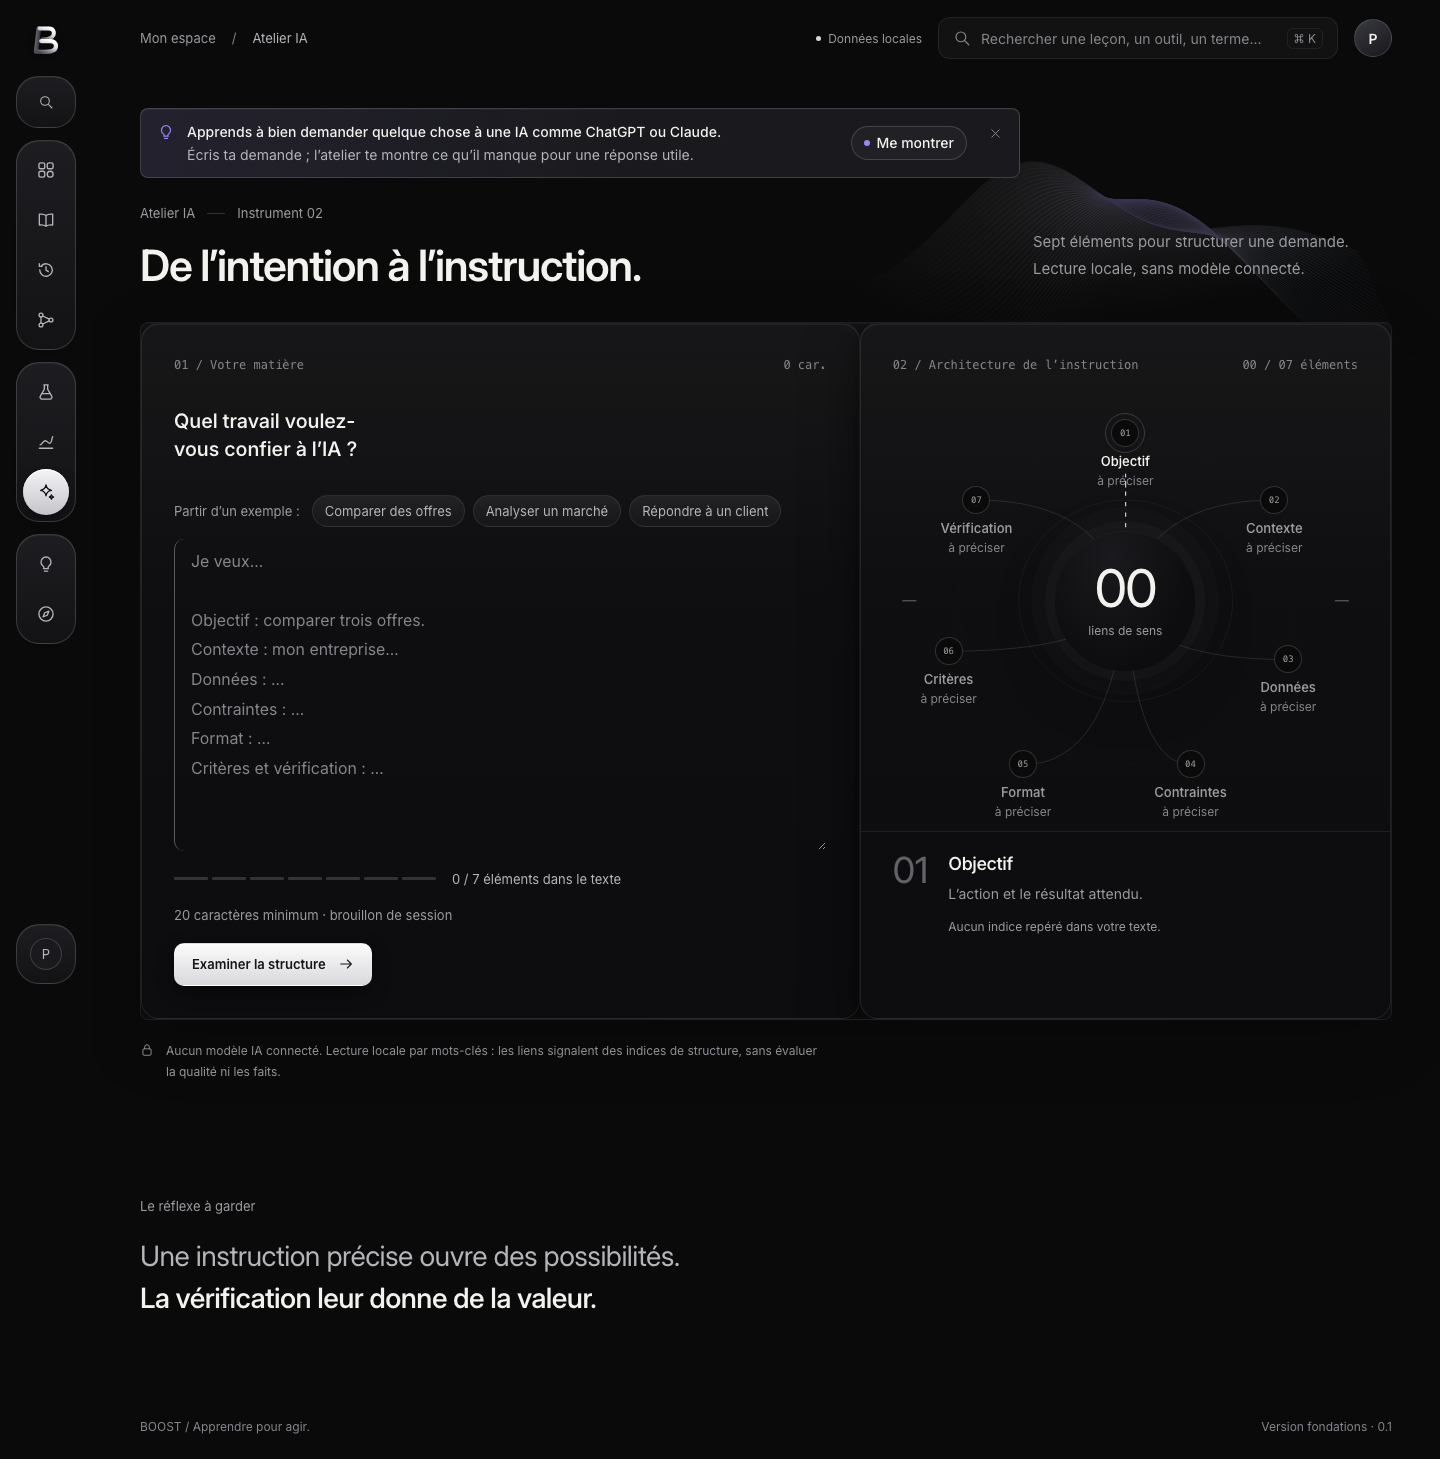 B
Mon espace / Atelier IA
Données locales
Rechercher une leçon, un outil, un terme...
⌘ K
P
Apprends à bien demander quelque chose à une IA comme ChatGPT ou Claude.
Écris ta demande ; l’atelier te montre ce qu’il manque pour une réponse utile.
Me montrer
Atelier IA — Instrument 02
De l’intention à l’instruction.
Sept éléments pour structurer une demande.
Lecture locale, sans modèle connecté.
01 / Votre matière
0 car.
Quel travail voulez-
vous confier à l’IA ?
Partir d’un exemple :
Comparer des offres
Analyser un marché
Répondre à un client
Je veux...
Objectif : comparer trois offres.
Contexte : mon entreprise...
Données : ...
Contraintes : ...
Format : ...
Critères et vérification : ...
0 / 7 éléments dans le texte
20 caractères minimum · brouillon de session
Examiner la structure →
02 / Architecture de l’instruction
00 / 07 éléments
01
Objectif
à préciser
07
Vérification
à préciser
02
Contexte
à préciser
00
liens de sens
06
Critères
à préciser
03
Données
à préciser
05
Format
à préciser
04
Contraintes
à préciser
01
Objectif
L’action et le résultat attendu.
Aucun indice repéré dans votre texte.
P
Aucun modèle IA connecté. Lecture locale par mots-clés : les liens signalent des indices de structure, sans évaluer
la qualité ni les faits.
Le réflexe à garder
Une instruction précise ouvre des possibilités.
La vérification leur donne de la valeur.
BOOST / Apprendre pour agir.
Version fondations · 0.1